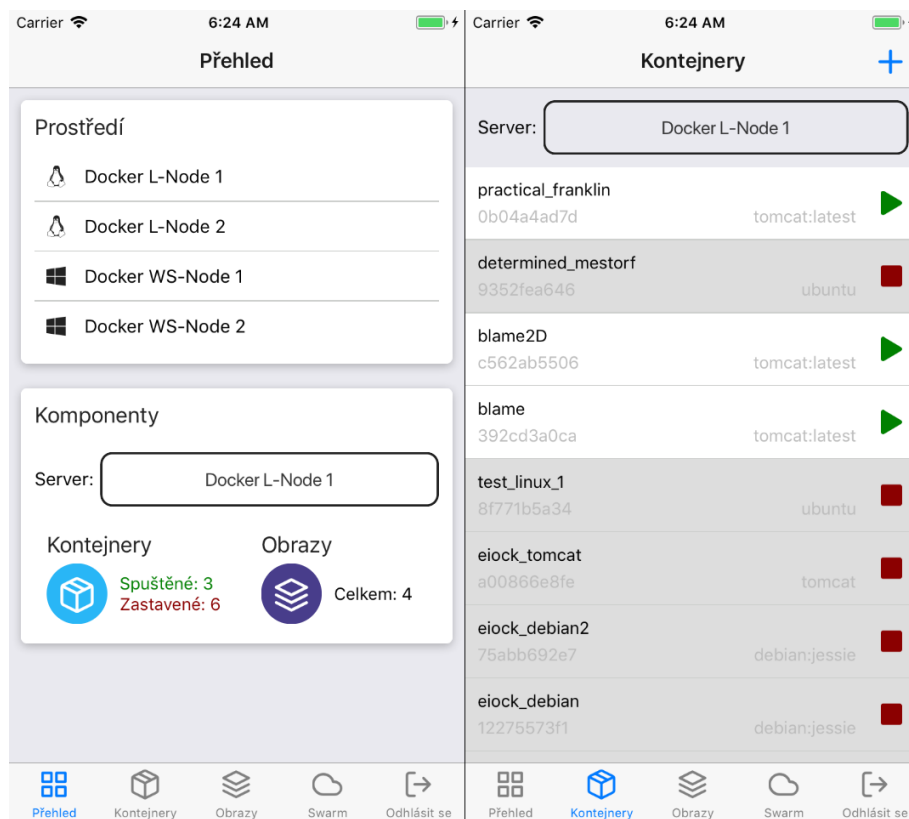 Carrier
6:24 AM
Přehled
Prostředí
Docker L-Node 1
Docker L-Node 2
Docker WS-Node 1
Docker WS-Node 2
Komponenty
Server:
Docker L-Node 1
Kontejnery
Obrazy
Spuštěné: 3
Zastavené: 6
Celkem: 4
Přehled
Kontejnery
Obrazy
Swarm
Odhlásit se
Carrier
6:24 AM
Kontejnery
Server:
Docker L-Node 1
practical_franklin
0b04a4ad7d
tomcat:latest
determined_mestorf
9352fea646
ubuntu
blame2D
c562ab5506
tomcat:latest
blame
392cd3a0ca
tomcat:latest
test_linux_1
8f771b5a34
ubuntu
eiock_tomcat
a00866e8fe
tomcat
eiock_debian2
75abb692e7
debian:jessie
eiock_debian
12275573f1
debian:jessie
Přehled
Kontejnery
Obrazy
Swarm
Odhlásit se